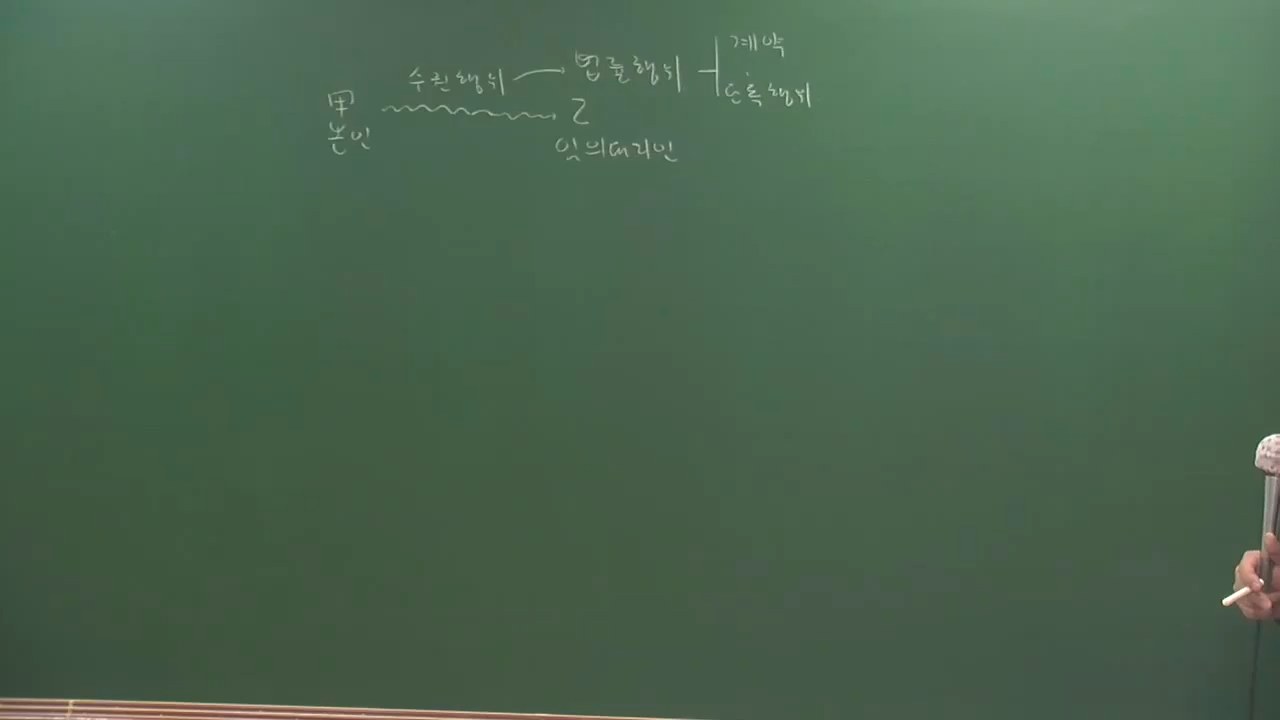 계약
수권행위 법률행위
단독행위
甲 乙
본인
임의대리인